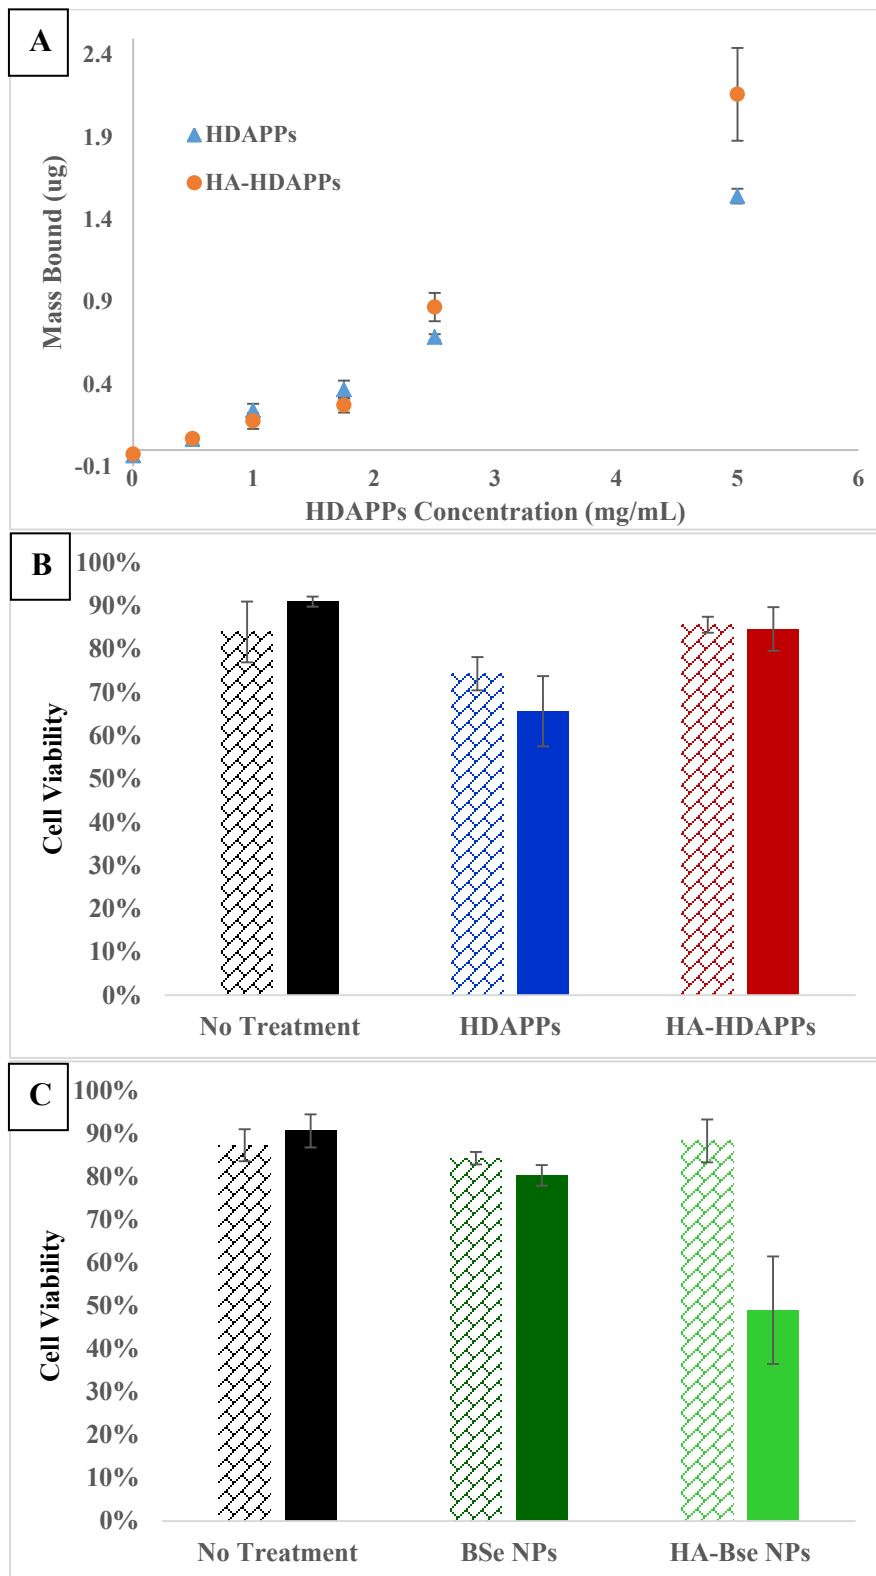 A
2.4
1.9
1.4
0.9
0.4
-0.1
Mass Bound (ug)
HDAPPs
HA-HDAPPs
0 1 2 3 4 5 6
HDAPPs Concentration (mg/mL)
B
100%
90%
80%
70%
60%
50%
40%
30%
20%
10%
0%
Cell Viability
No Treatment HDAPPs HA-HDAPPs
C
100%
90%
80%
70%
60%
50%
40%
30%
20%
10%
0%
Cell Viability
No Treatment BSe NPs HA-Bse NPs